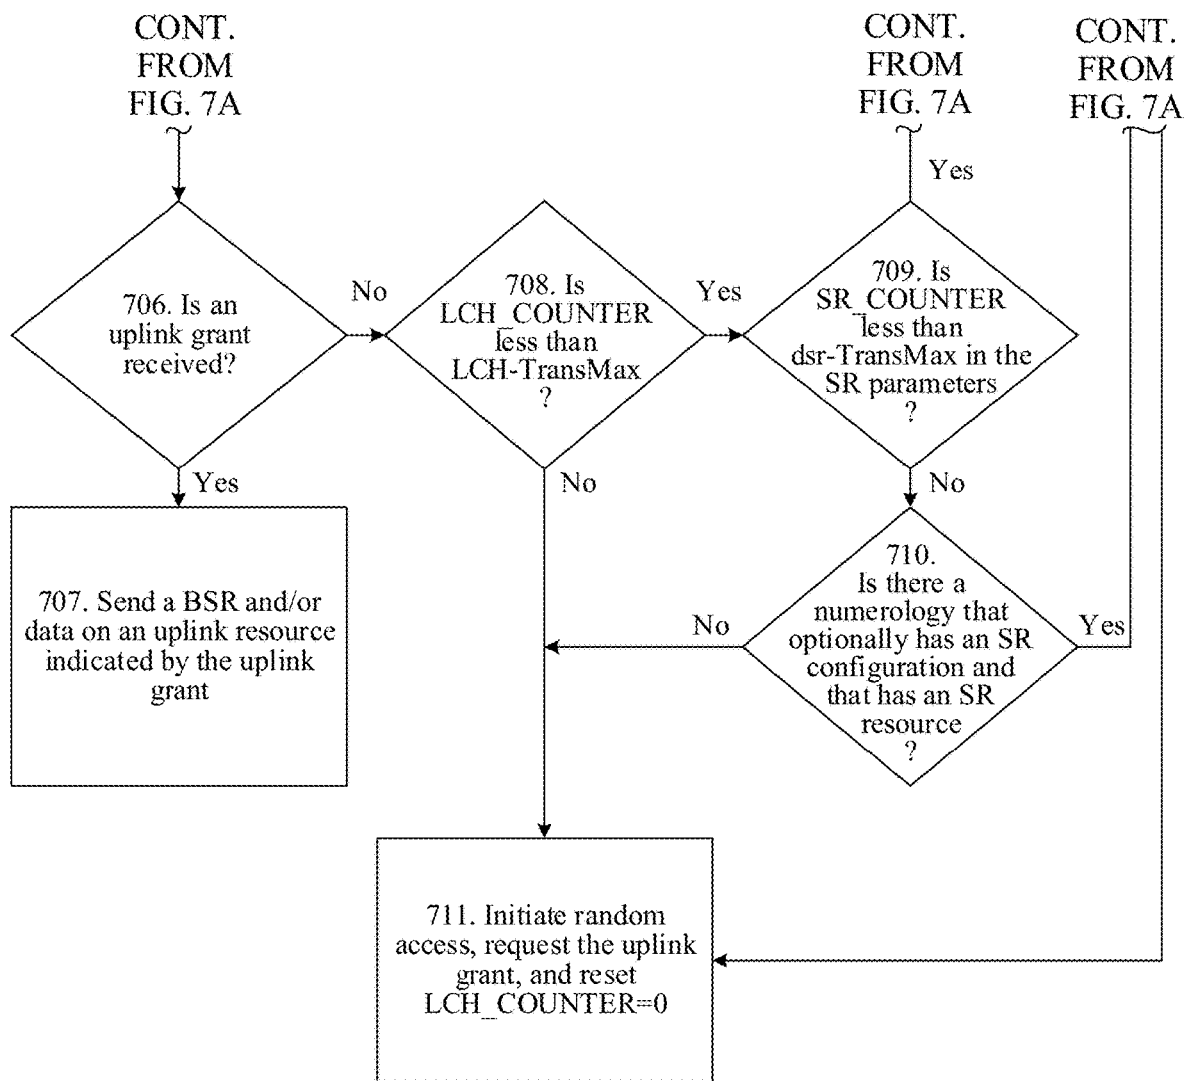 CONT.
FROM
FIG. 7A
CONT.
FROM
FIG. 7A
CONT.
FROM
FIG. 7A
Yes
706. Is an
uplink grant
received?
No
708. Is
LCH_COUNTER
less than
LCH-TransMax
?
Yes
709. Is
SR_COUNTER
less than
dsr-TransMax in the
SR parameters
?
Yes
No
No
707. Send a BSR and/or
data on an uplink resource
indicated by the uplink
grant
710.
Is there a
numerology that
optionally has an SR
configuration and
that has an SR
resource
?
No
Yes
711. Initiate random
access, request the uplink
grant, and reset
LCH_COUNTER=0